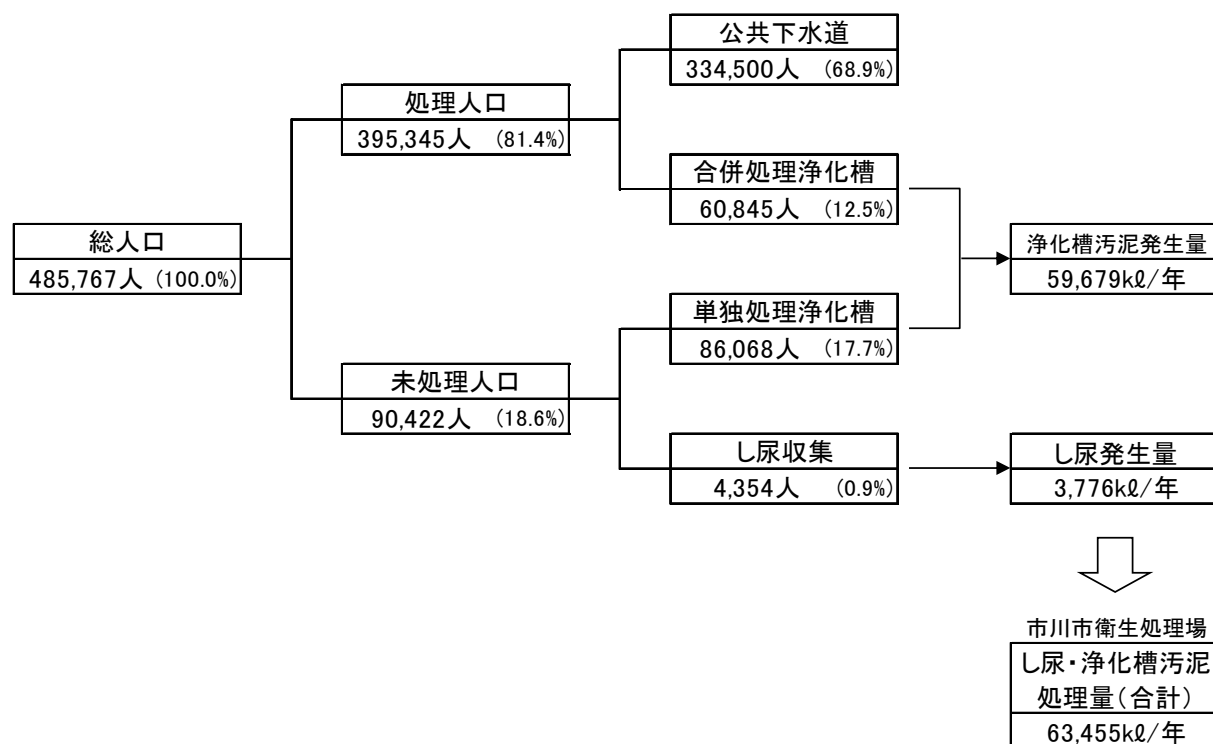 公共下水道
334,500人 (68.9%)
処理人口
395,345人 (81.4%)
合併処理浄化槽
60,845人 (12.5%)
総人口
485,767人 (100.0%)
浄化槽汚泥発生量
59,679kℓ/年
単独処理浄化槽
86,068人 (17.7%)
未処理人口
90,422人 (18.6%)
し尿収集
4,354人 (0.9%)
し尿発生量
3,776kℓ/年
市川市衛生処理場
し尿・浄化槽汚泥
処理量(合計)
63,455kℓ/年